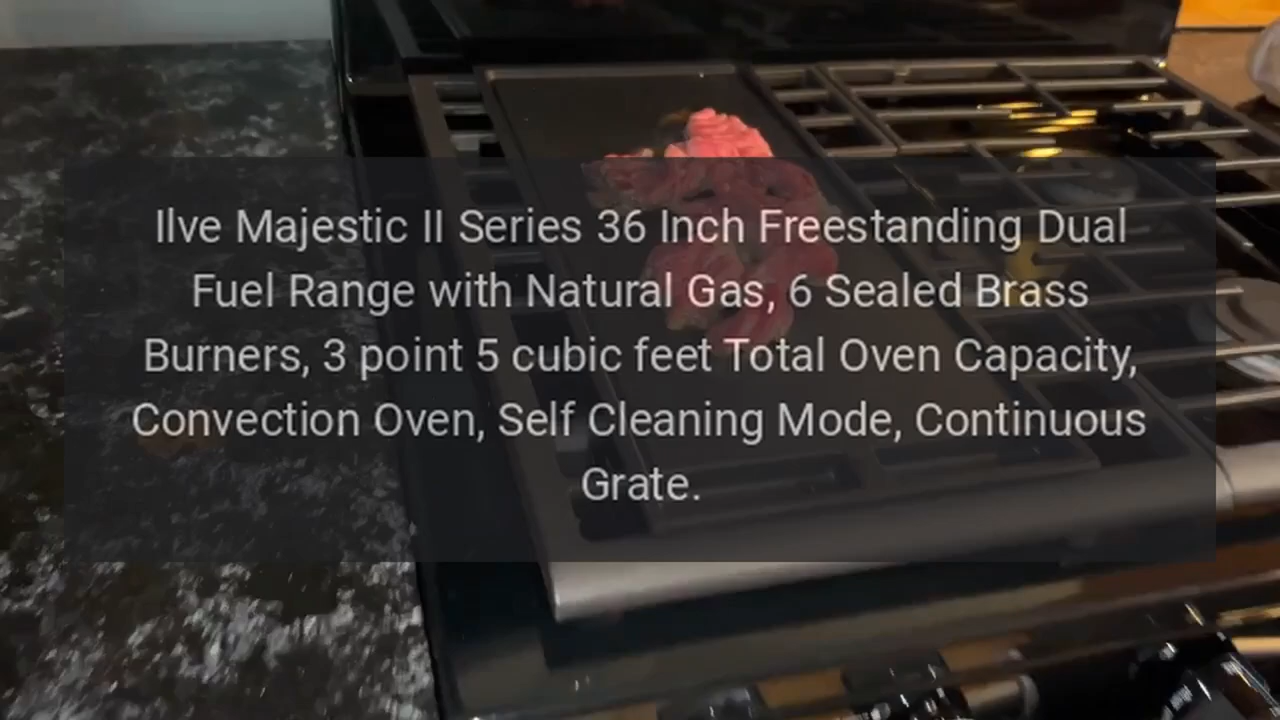 Ilve Majestic II Series 36 Inch Freestanding Dual
Fuel Range with Natural Gas, 6 Sealed Brass
Burners, 3 point 5 cubic feet Total Oven Capacity,
Convection Oven, Self Cleaning Mode, Continuous
Grate.